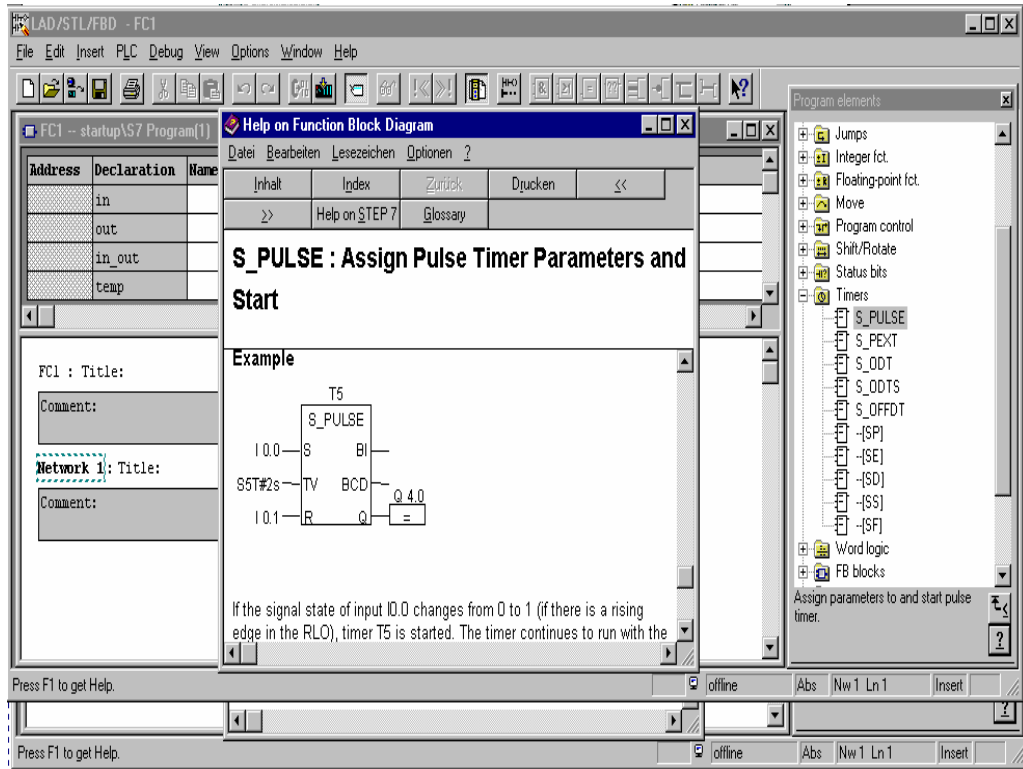 LAD/STL/FBD - FC1
File Edit Insert PLC Debug View Options Window Help
FC1 -- startup\S7 Program(1)
Address Declaration Name
in
out
in_out
temp
FC1 : Title:
Comment:
Network 1: Title:
Comment:
Help on Function Block Diagram
Datei Bearbeiten Lesezeichen Optionen ?
Inhalt Index Zurück Drucken <<
>> Help on STEP 7 Glossary
S_PULSE : Assign Pulse Timer Parameters and
Start
Example
T5
S_PULSE
I 0.0 S BI
S5T#2s TV BCD
Q 4.0
I 0.1 R Q =
If the signal state of input I0.0 changes from 0 to 1 (if there is a rising
edge in the RLO), timer T5 is started. The timer continues to run with the
Program elements
Jumps
Integer fct.
Floating-point fct.
Move
Program control
Shift/Rotate
Status bits
Timers
S_PULSE
S_PEXT
S_ODT
S_ODTS
S_OFFDT
--[SP]
--[SE]
--[SD]
--[SS]
--[SF]
Word logic
FB blocks
Assign parameters to and start pulse
timer.
Press F1 to get Help. offline Abs Nw 1 Ln 1 Insert
Press F1 to get Help. offline Abs Nw 1 Ln 1 Insert